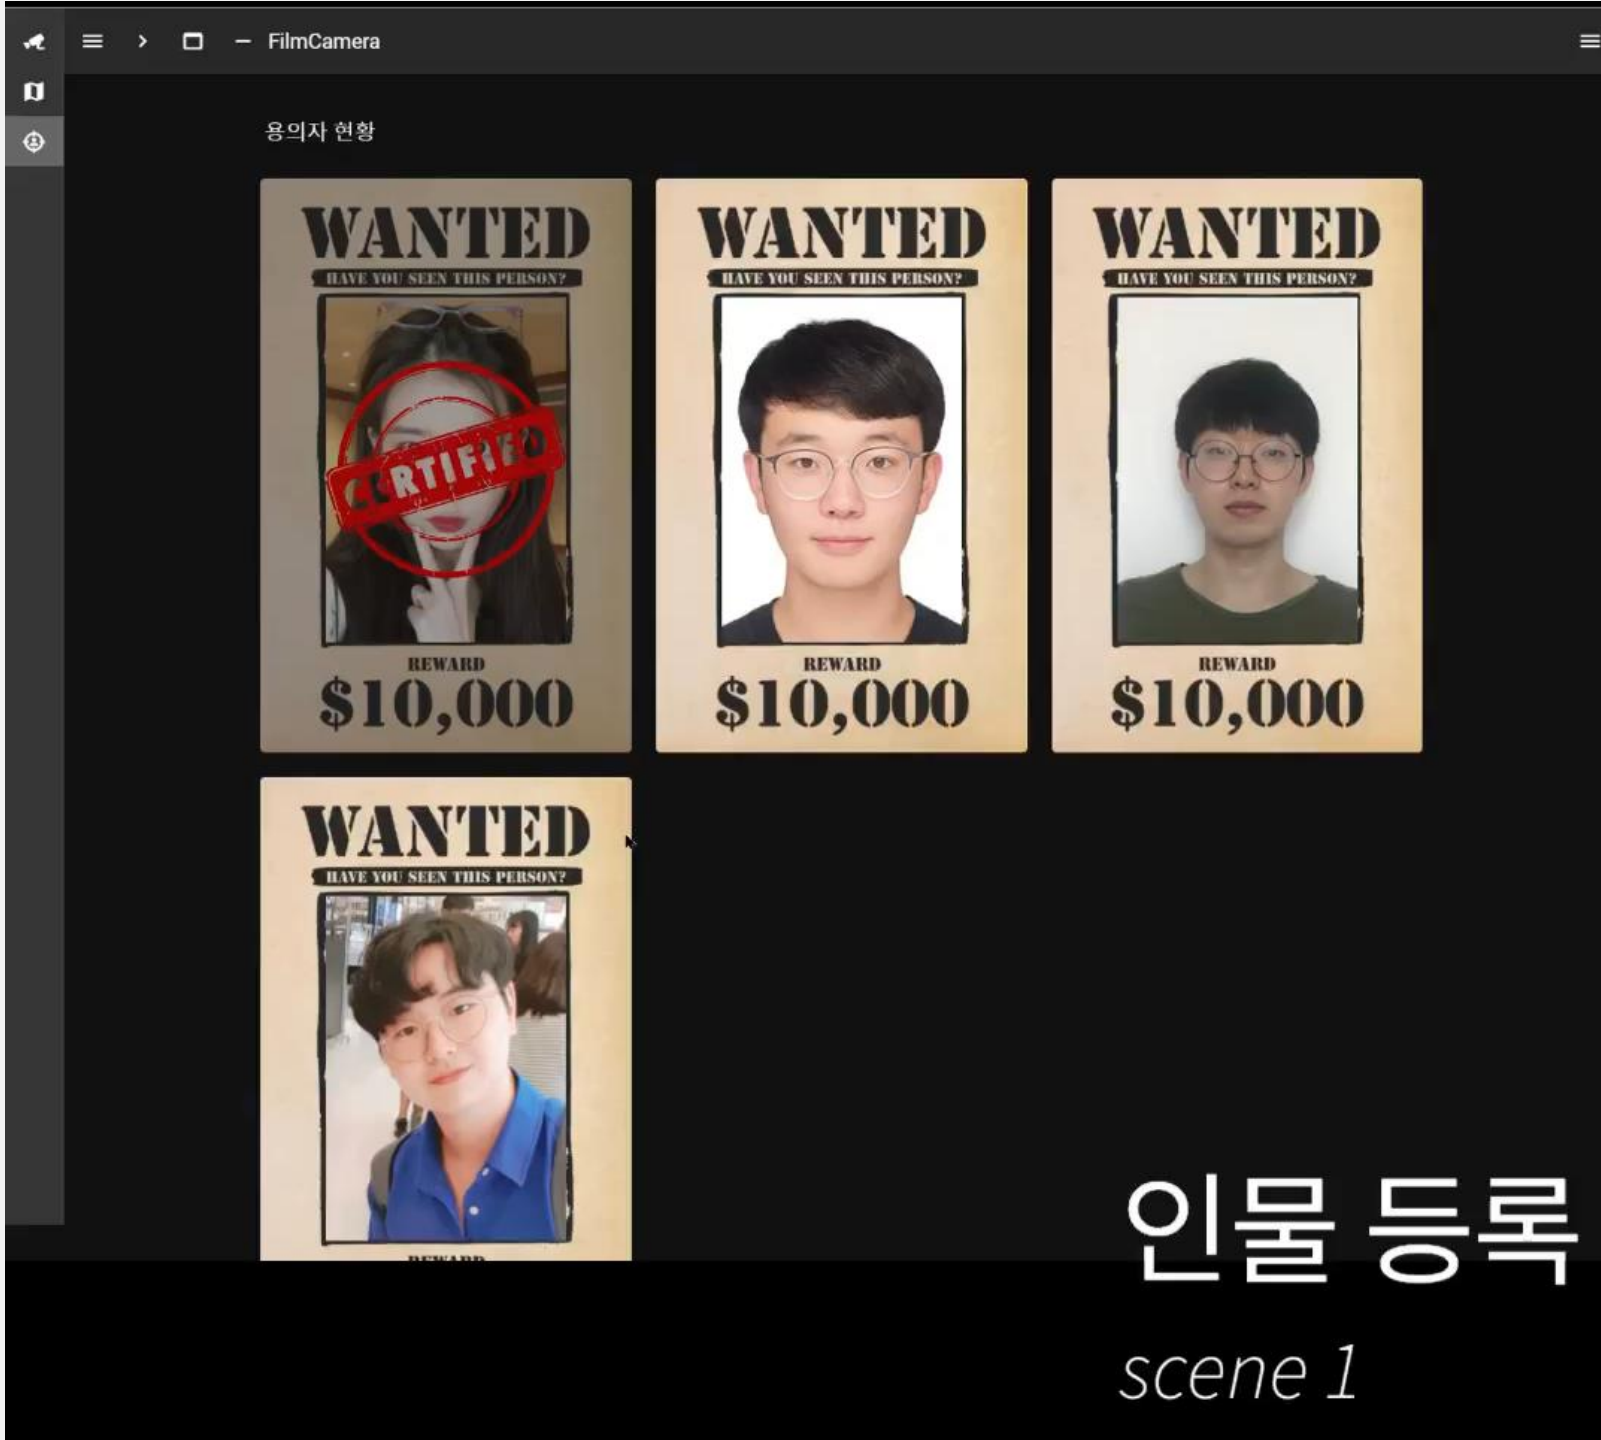 FilmCamera
용의자 현황
WANTED
HAVE YOU SEEN THIS PERSON?
CERTIFIED
REWARD
$10,000
WANTED
HAVE YOU SEEN THIS PERSON?
REWARD
$10,000
WANTED
HAVE YOU SEEN THIS PERSON?
REWARD
$10,000
WANTED
HAVE YOU SEEN THIS PERSON?
REWARD
인물 등록
scene 1